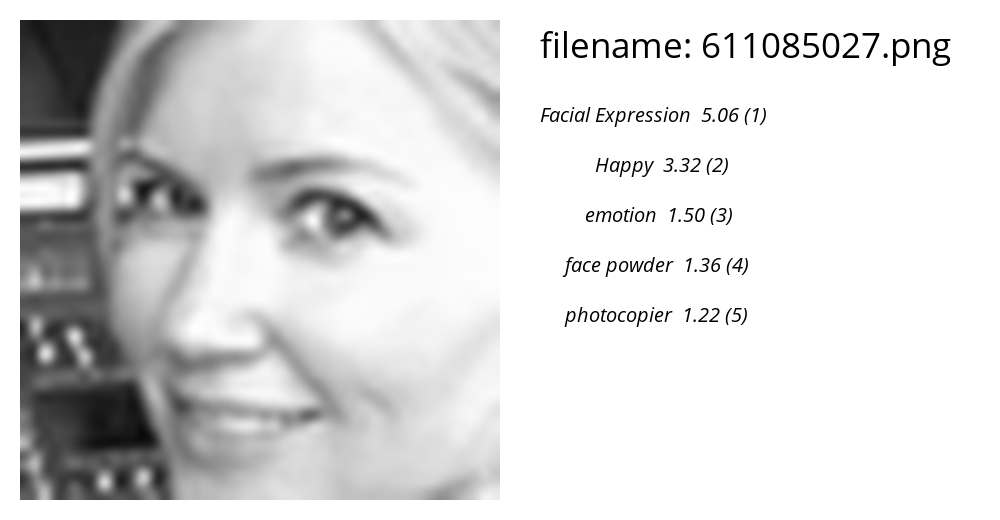 filename: 611085027.png
Facial Expression 5.06 (1)
Happy 3.32 (2)
emotion 1.50 (3)
face powder 1.36 (4)
photocopier 1.22 (5)